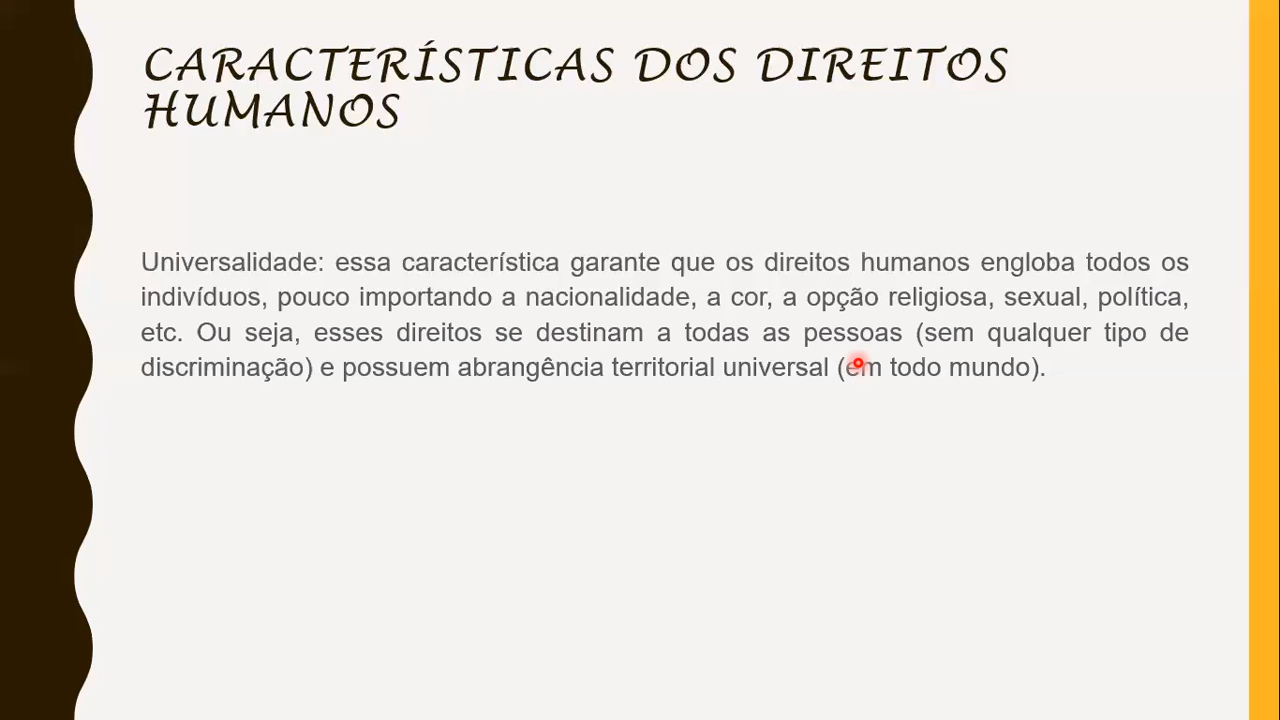 CARACTERÍSTICAS DOS DIREITOS
HUMANOS
Universalidade: essa característica garante que os direitos humanos engloba todos os
indivíduos, pouco importando a nacionalidade, a cor, a opção religiosa, sexual, política,
etc. Ou seja, esses direitos se destinam a todas as pessoas (sem qualquer tipo de
discriminação) e possuem abrangência territorial universal (em todo mundo).